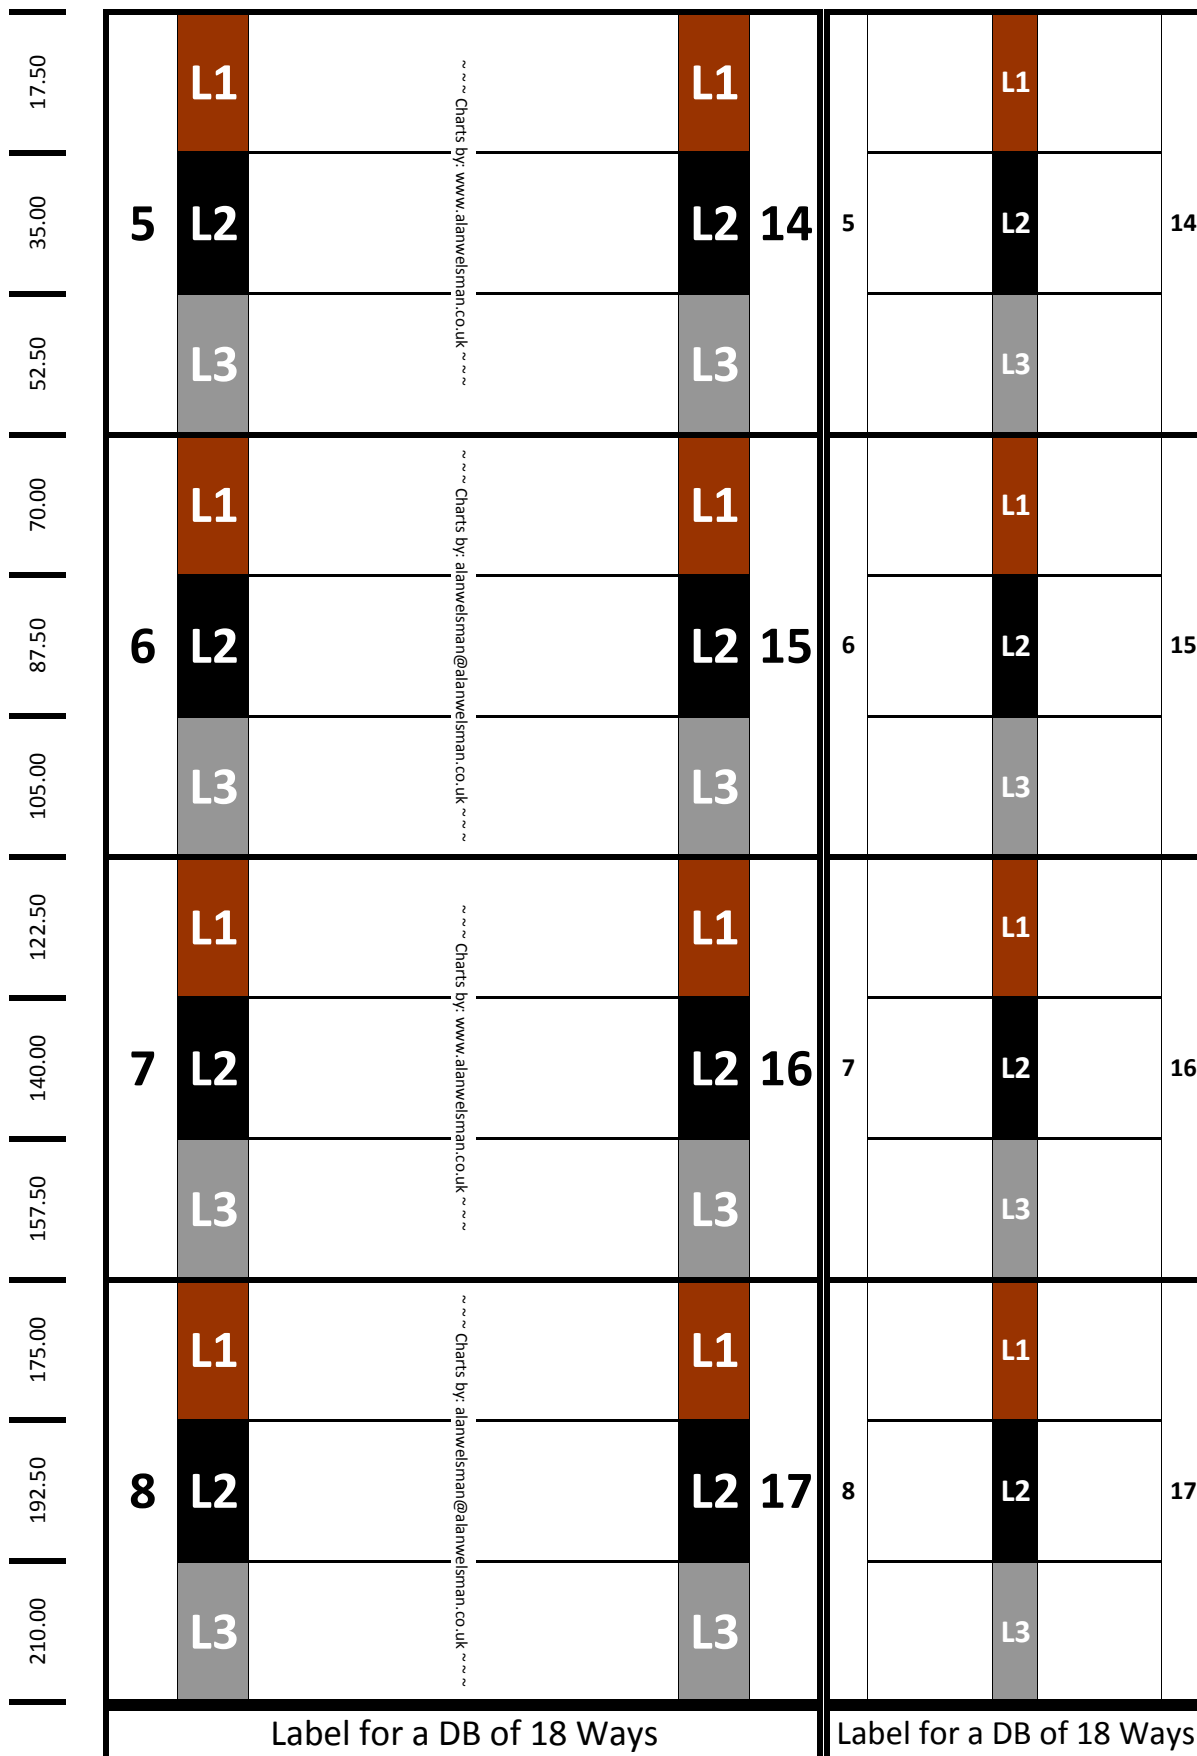 17.50
L1
L1
L1
35.00
5
L2
L2
14
5
L2
14
52.50
L3
L3
L3
~ ~ ~ Charts by: www.alanwelsman.co.uk ~ ~ ~
70.00
L1
L1
L1
87.50
6
L2
L2
15
6
L2
15
105.00
L3
L3
L3
~ ~ ~ Charts by: alanwelsman@alanwelsman.co.uk ~ ~ ~
122.50
L1
L1
L1
140.00
7
L2
L2
16
7
L2
16
157.50
L3
L3
L3
~ ~ ~ Charts by: www.alanwelsman.co.uk ~ ~ ~
175.00
L1
L1
L1
192.50
8
L2
L2
17
8
L2
17
210.00
L3
L3
L3
~ ~ ~ Charts by: alanwelsman@alanwelsman.co.uk ~ ~ ~
Label for a DB of 18 Ways
Label for a DB of 18 Ways